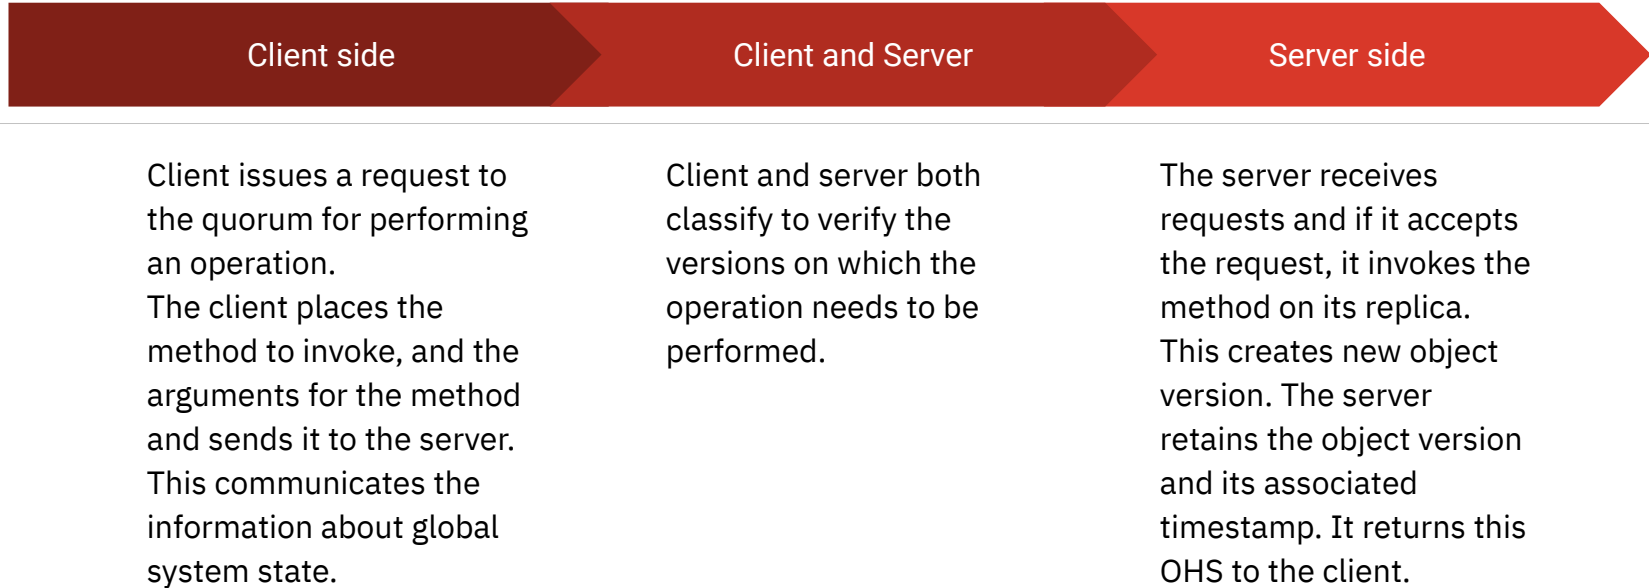 Client side
Client and Server
Server side
Client issues a request to
the quorum for performing
an operation.
The client places the
method to invoke, and the
arguments for the method
and sends it to the server.
This communicates the
information about global
system state.
Client and server both
classify to verify the
versions on which the
operation needs to be
performed.
The server receives
requests and if it accepts
the request, it invokes the
method on its replica.
This creates new object
version. The server
retains the object version
and its associated
timestamp. It returns this
OHS to the client.